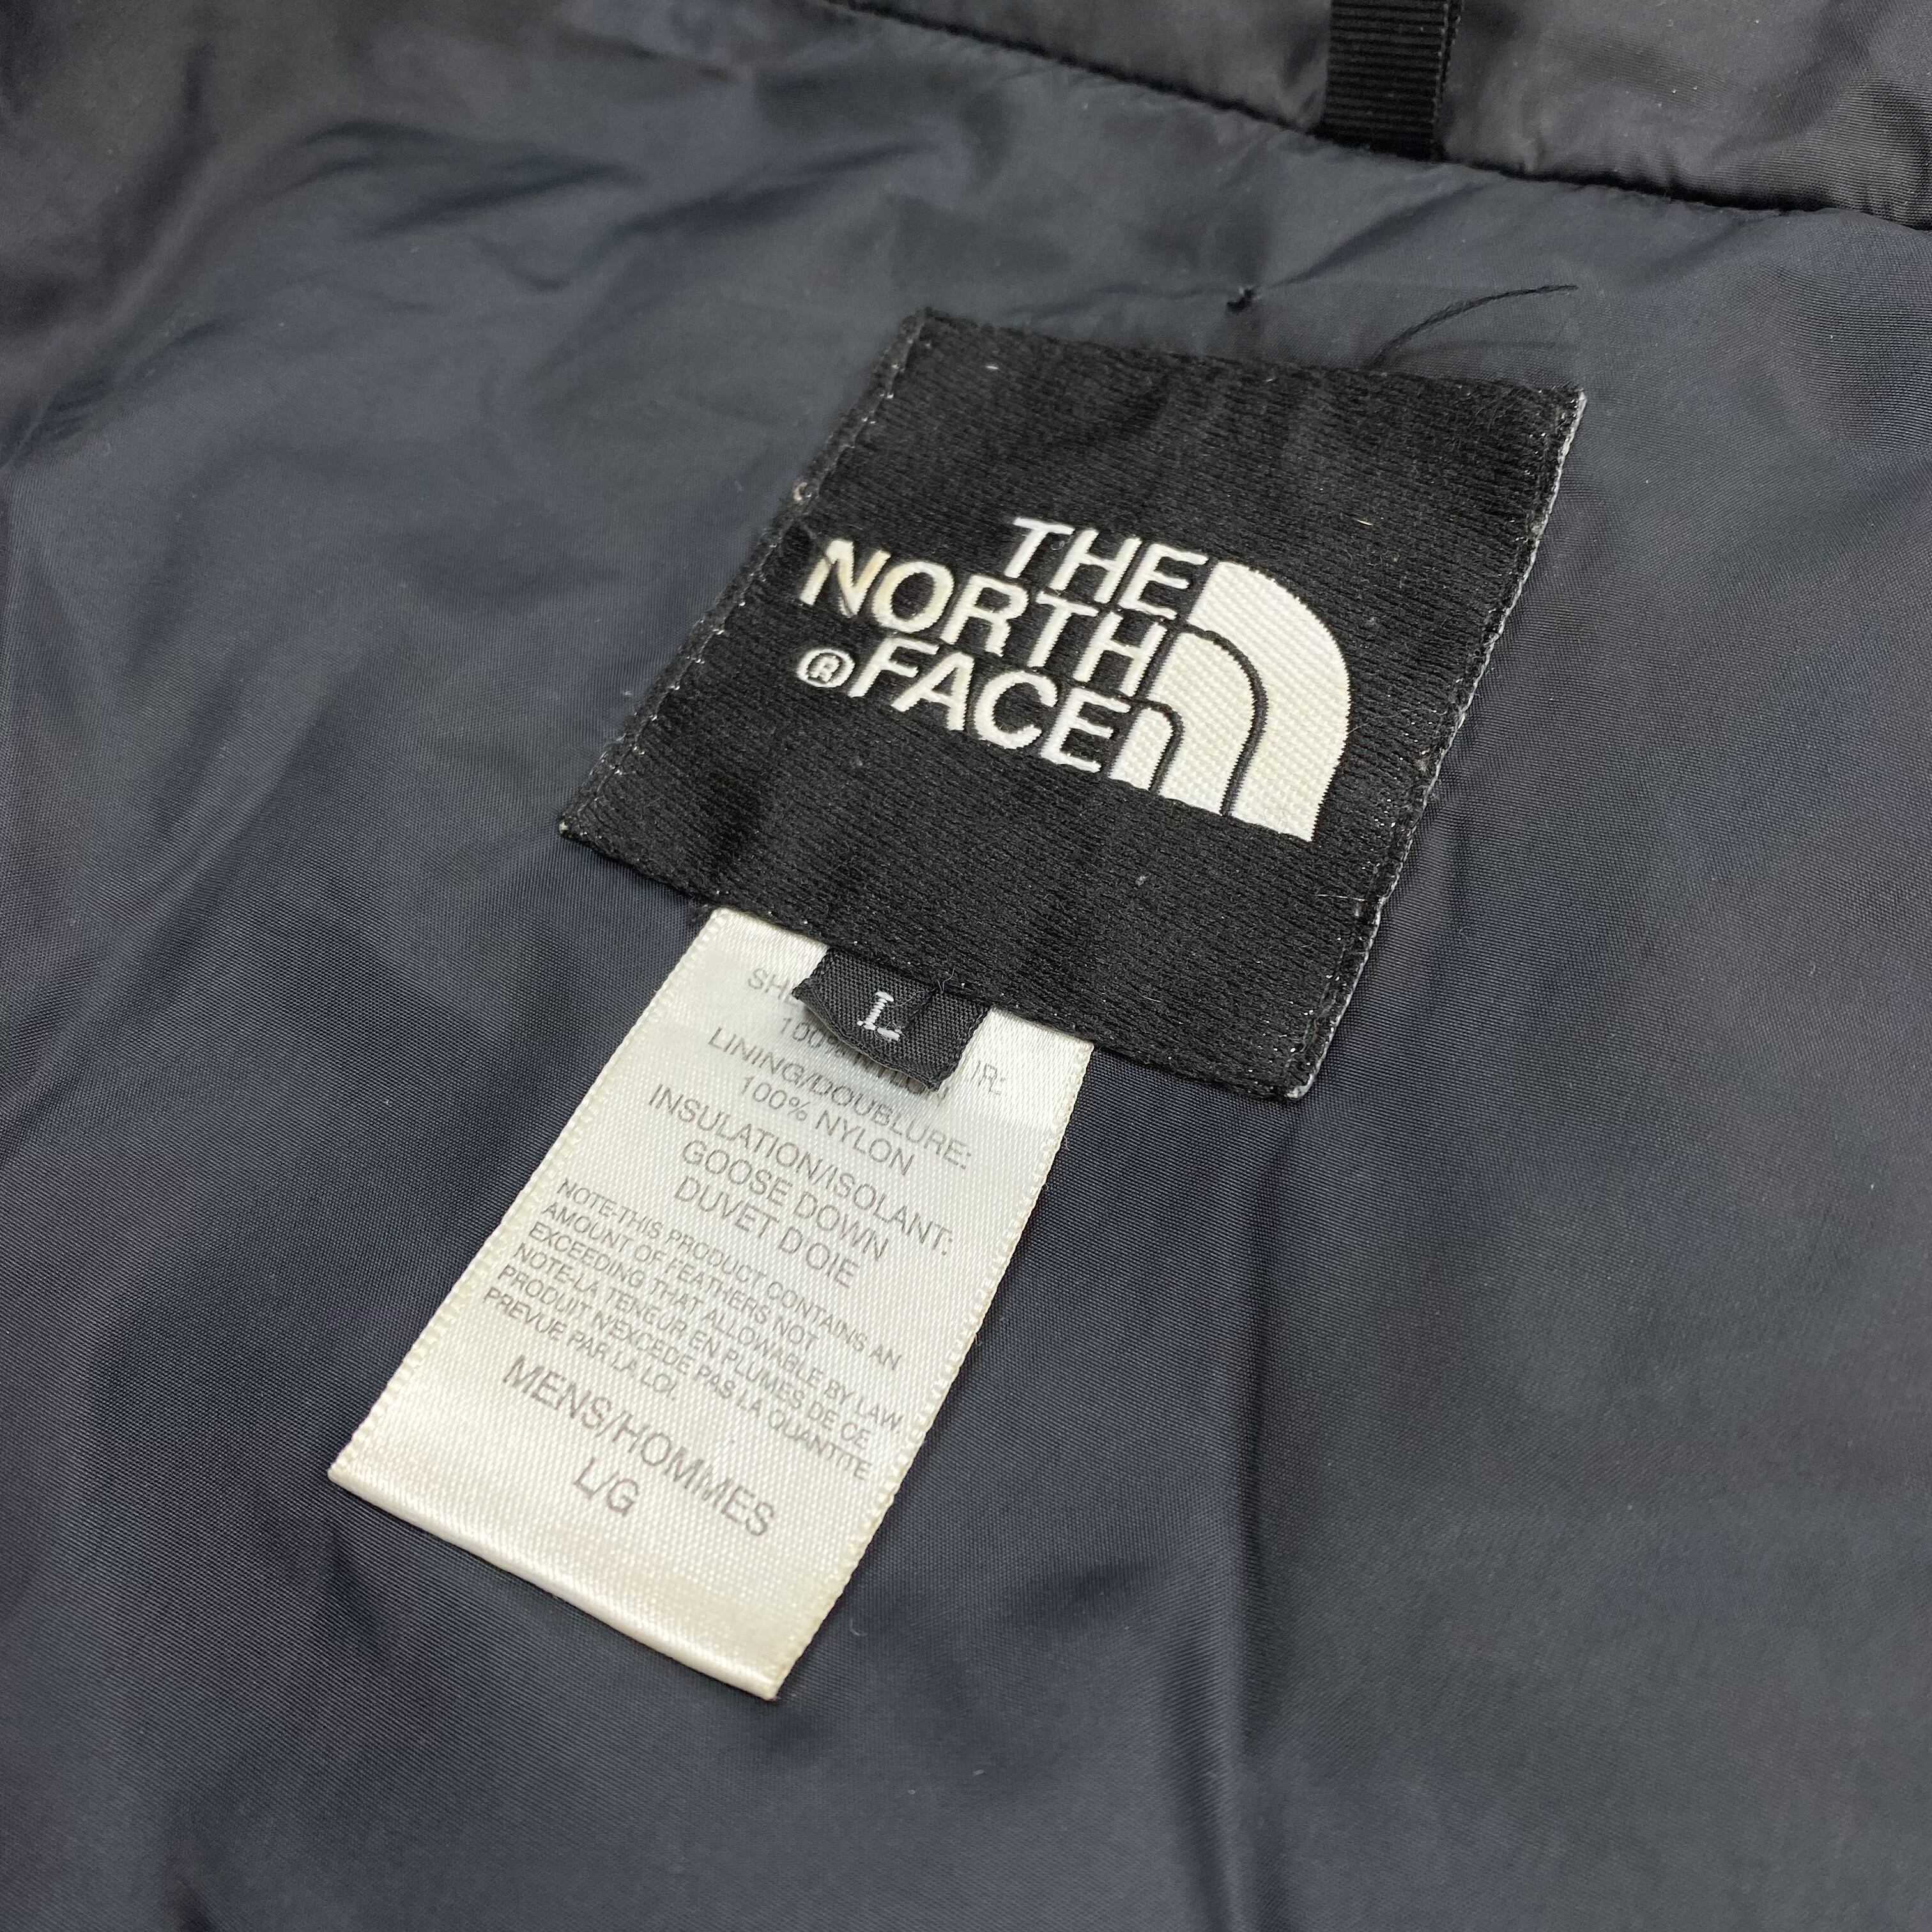 THE
NORTH
® FACE
L
100%
LINING/DOUBLURE:
100% NYLON
INSULATION/ISOLANT:
GOOSE DOWN
DUVET D'OIE
NOTE-THIS PRODUCT CONTAINS AN
AMOUNT OF FEATHERS NOT
EXCEEDING THAT ALLOWABLE BY LAW
NOTE-LA TENEUR EN PLUMES DE CE
PRODUIT N'EXCEDE PAS LA QUANTITE
PREVUE PAR LA LOI.
MENS/HOMMES
L/G